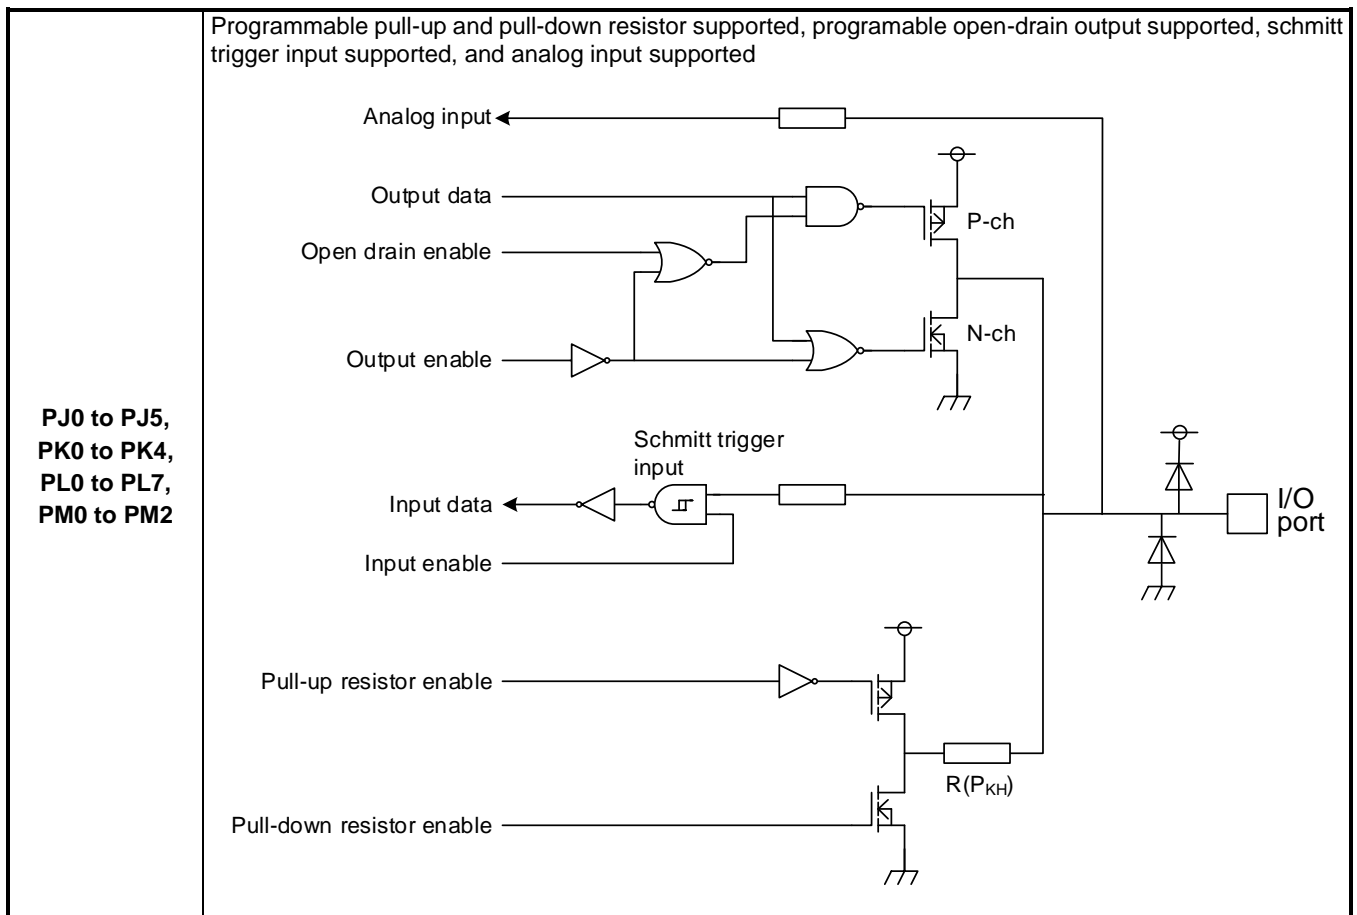 Programmable pull-up and pull-down resistor supported, programable open-drain output supported, schmitt
trigger input supported, and analog input supported
Analog input
Output data
P-ch
Open drain enable
N-ch
Output enable
PJ0 to PJ5,
PK0 to PK4,
PL0 to PL7,
PM0 to PM2
Schmitt trigger
input
Input data
I/O
port
Input enable
Pull-up resistor enable
R(PKH)
Pull-down resistor enable